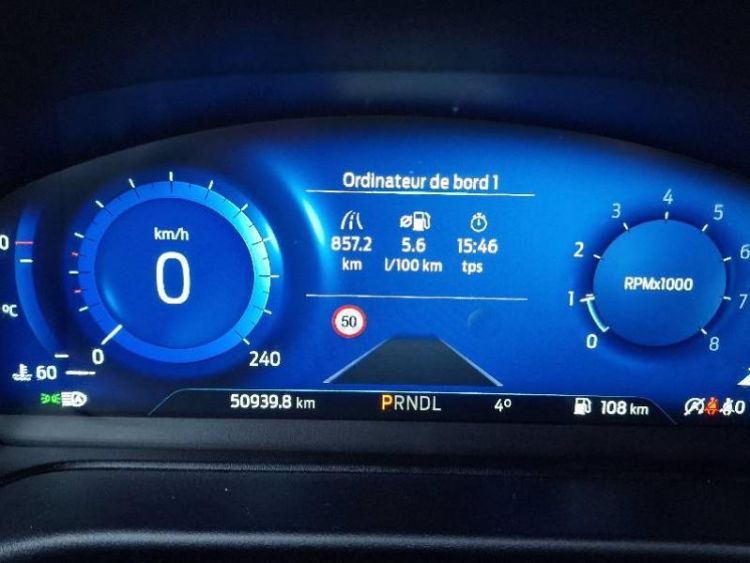 Ordinateur de bord 1
857.2 5.6 15:46
km l/100 km tps
km/h
0
0 240
50
0
°C
60
0 1 2 3 4 5 6 7 8
RPMx1000
50939.8 km PRNDL 4° 108 km
A
A